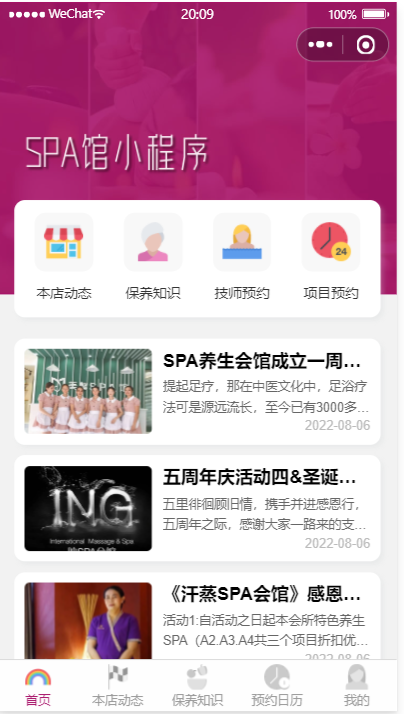 WeChat 20:09 100%
SPA馆小程序
24
本店动态 保养知识 技师预约 项目预约
SPA养生会馆成立一周...
提起足疗，那在中医文化中，足浴疗
法可是源远流长，至今已有3000多...
2022-08-06
ING
International Massage & Spa
五周年庆活动四&圣诞...
五里徘徊顾旧情，携手并进感恩行，
五周年之际，感谢大家一路来的支...
2022-08-06
《汗蒸SPA会馆》感恩...
活动1:自活动之日起本会所特色养生
SPA（A2.A3.A4共三个项目折扣优...
2022-08-06
首页 本店动态 保养知识 预约日历 我的